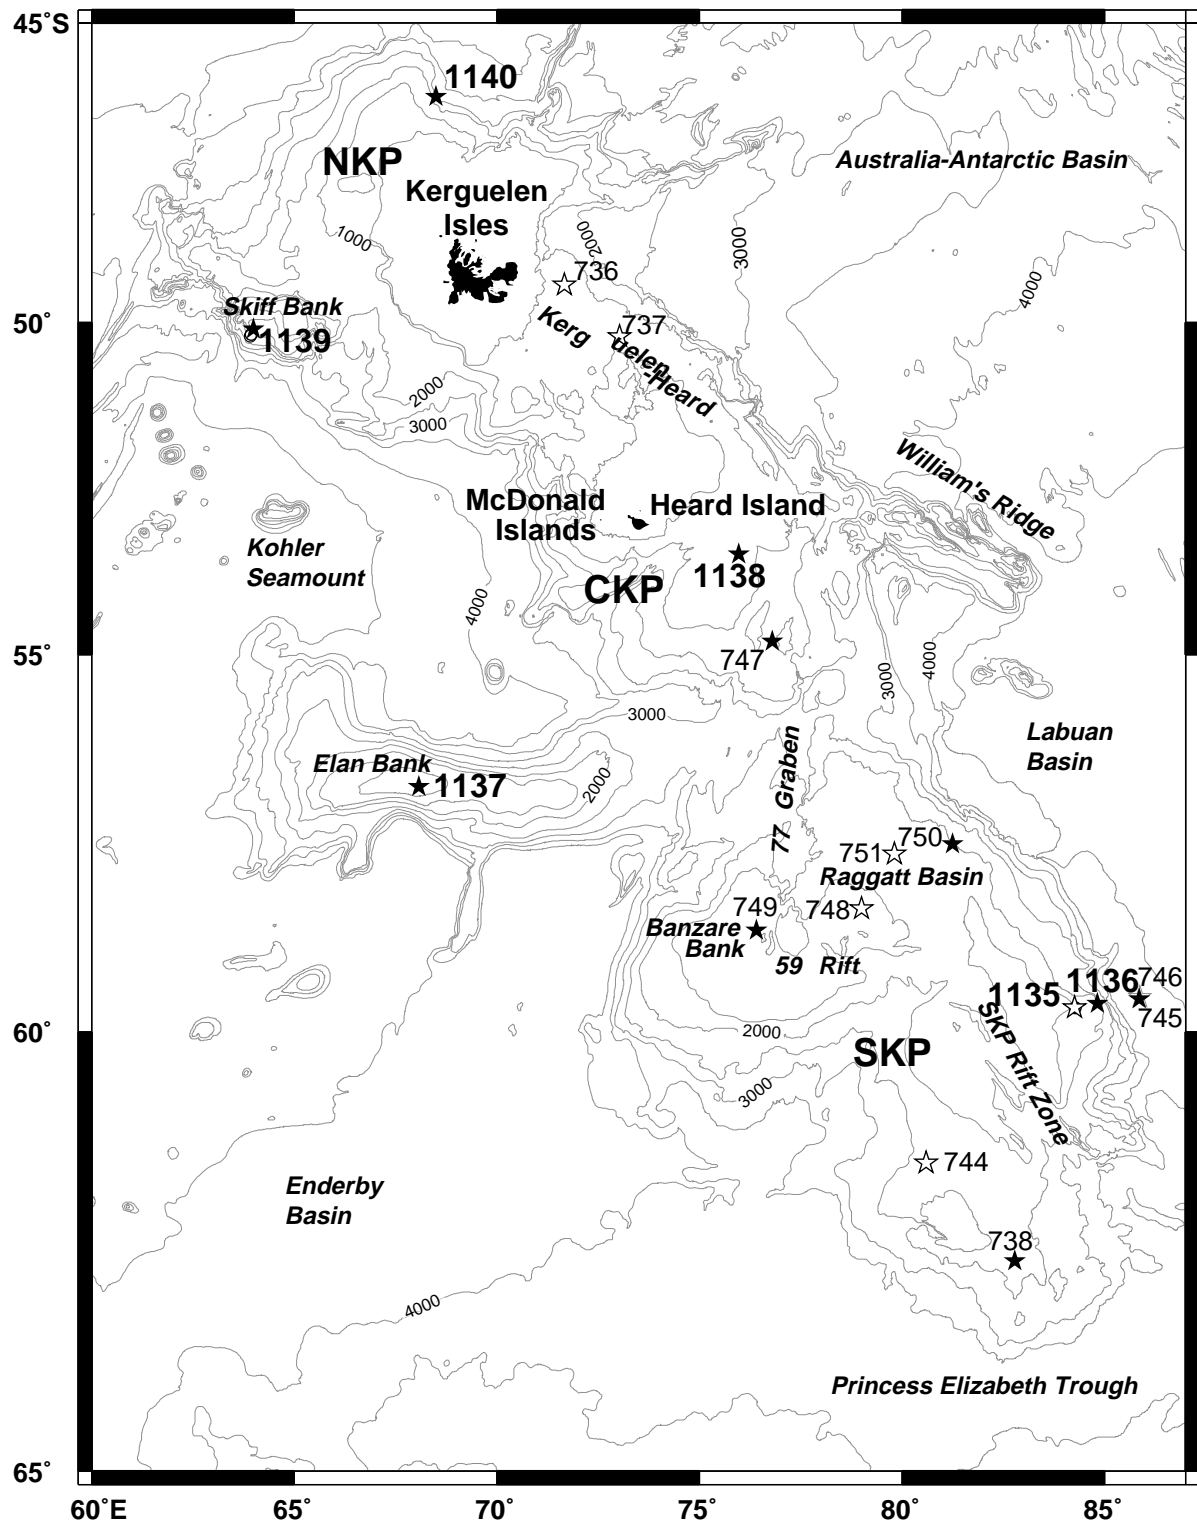 45˚S
1140
NKP
Australia-Antarctic Basin
Kerguelen
Isles
1000
2000
3000
736
4000
Skiff Bank
50˚
1139
737
Kerg
uelen
-Heard
2000
3000
William's Ridge
McDonald
Islands
Heard Island
Kohler
Seamount
1138
CKP
4000
747
55˚
3000
4000
3000
Labuan
Basin
77 Graben
Elan Bank
1137
2000
751
750
Raggatt Basin
749
748
Banzare
Bank
59 Rift
1135
1136
746
745
SKP Rift Zone
60˚
2000
SKP
3000
744
Enderby
Basin
738
4000
Princess Elizabeth Trough
65˚
60˚E
65˚
70˚
75˚
80˚
85˚